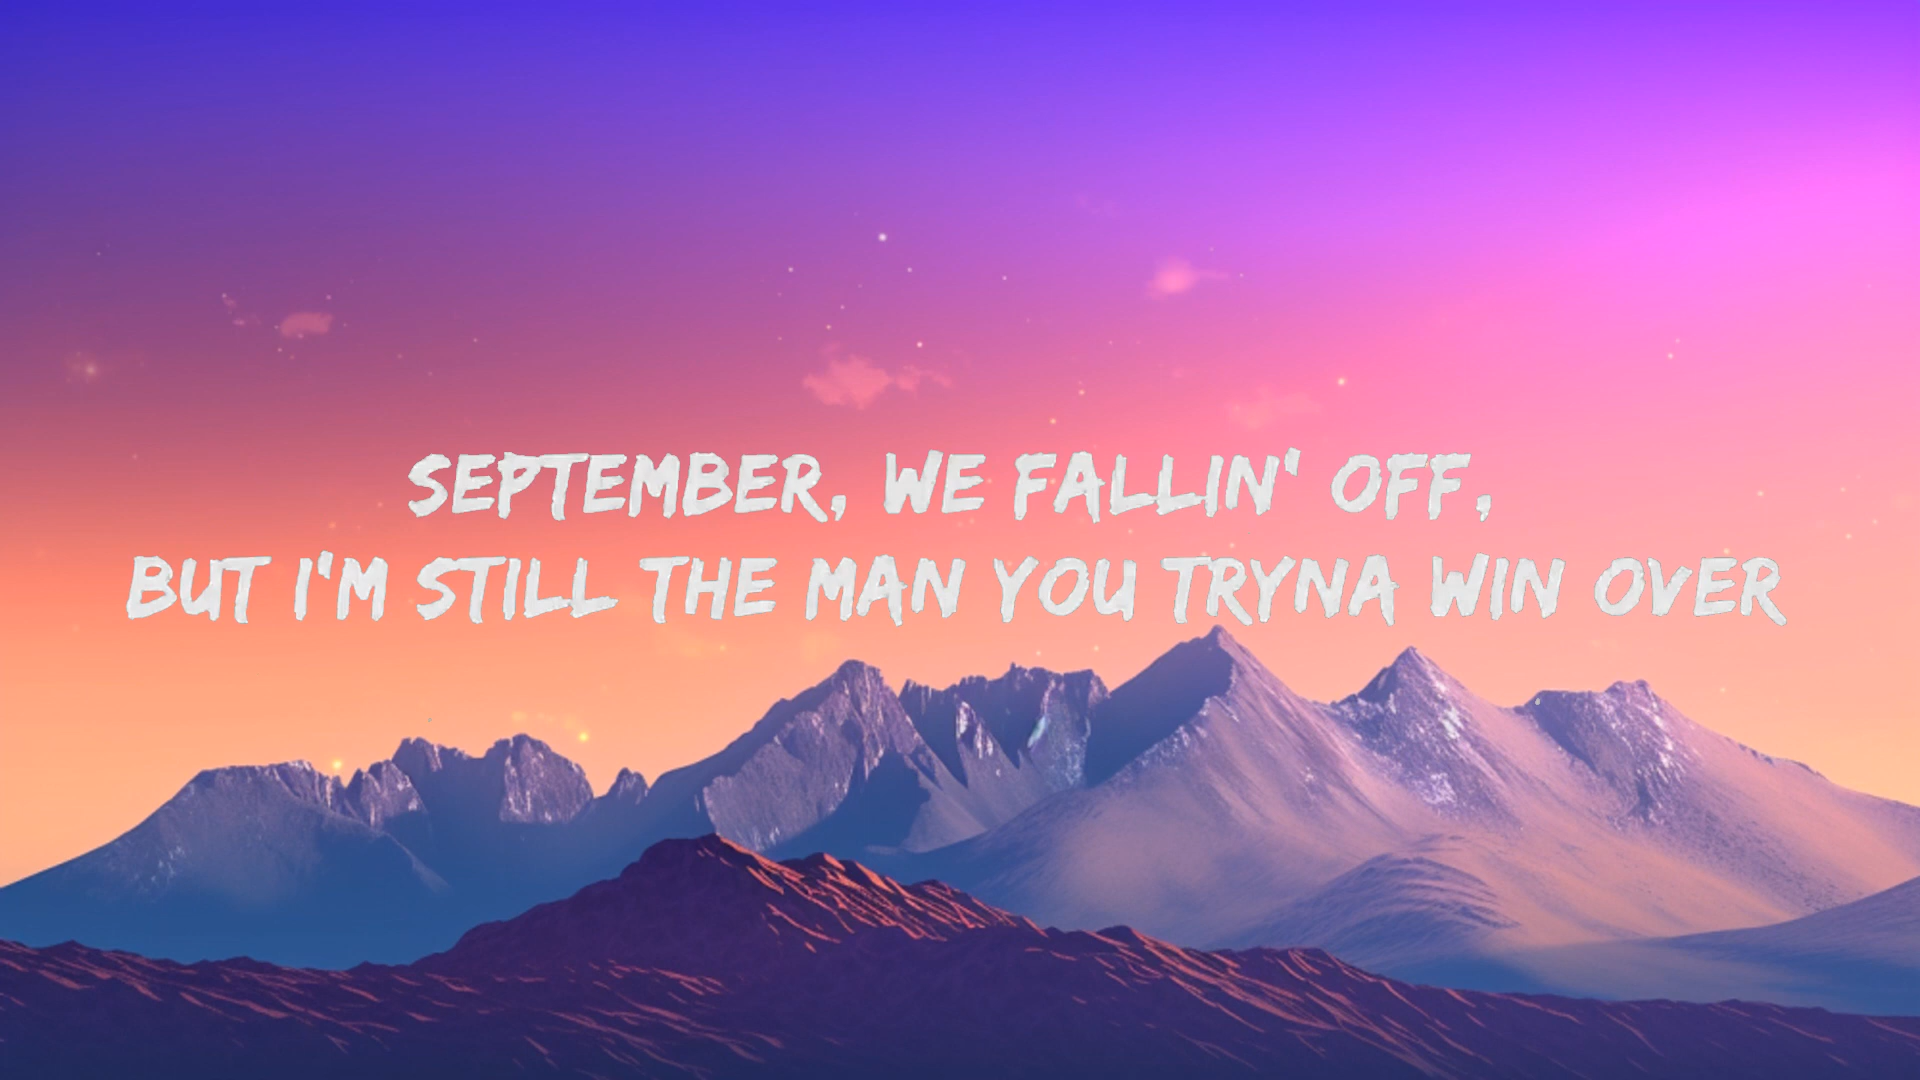 SEPTEMBER, WE FALLIN' OFF,
BUT I'M STILL THE MAN YOU TRYNA WIN OVER